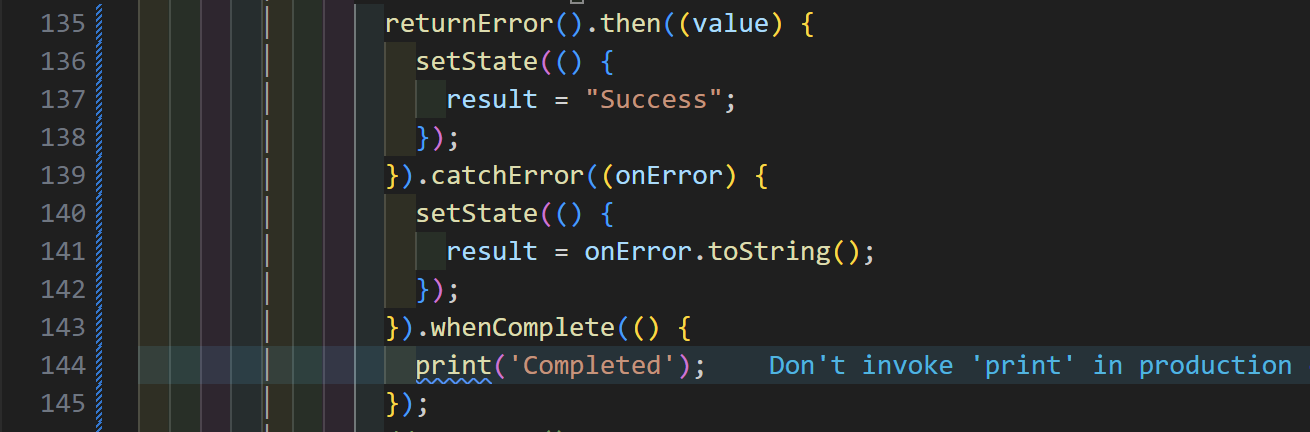 135 returnError().then((value) {
136 setState(() {
137 result = "Success";
138 });
139 }).catchError((onError) {
140 setState(() {
141 result = onError.toString();
142 });
143 }).whenComplete(() {
144 print('Completed'); Don't invoke 'print' in production
145 });